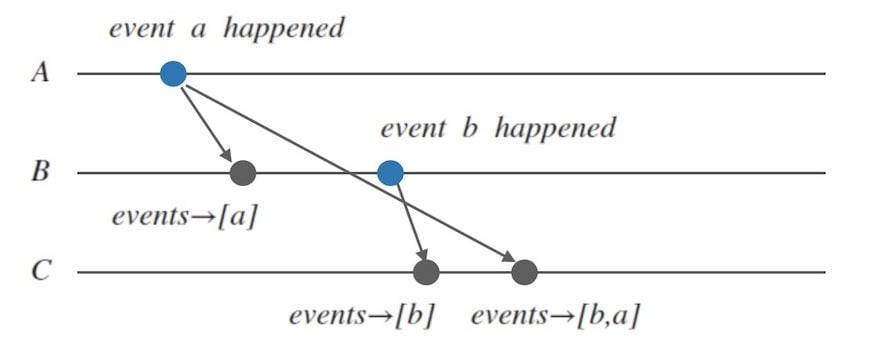 event a happened
A
event b happened
B
events→[a]
C
events→[b] events→[b,a]